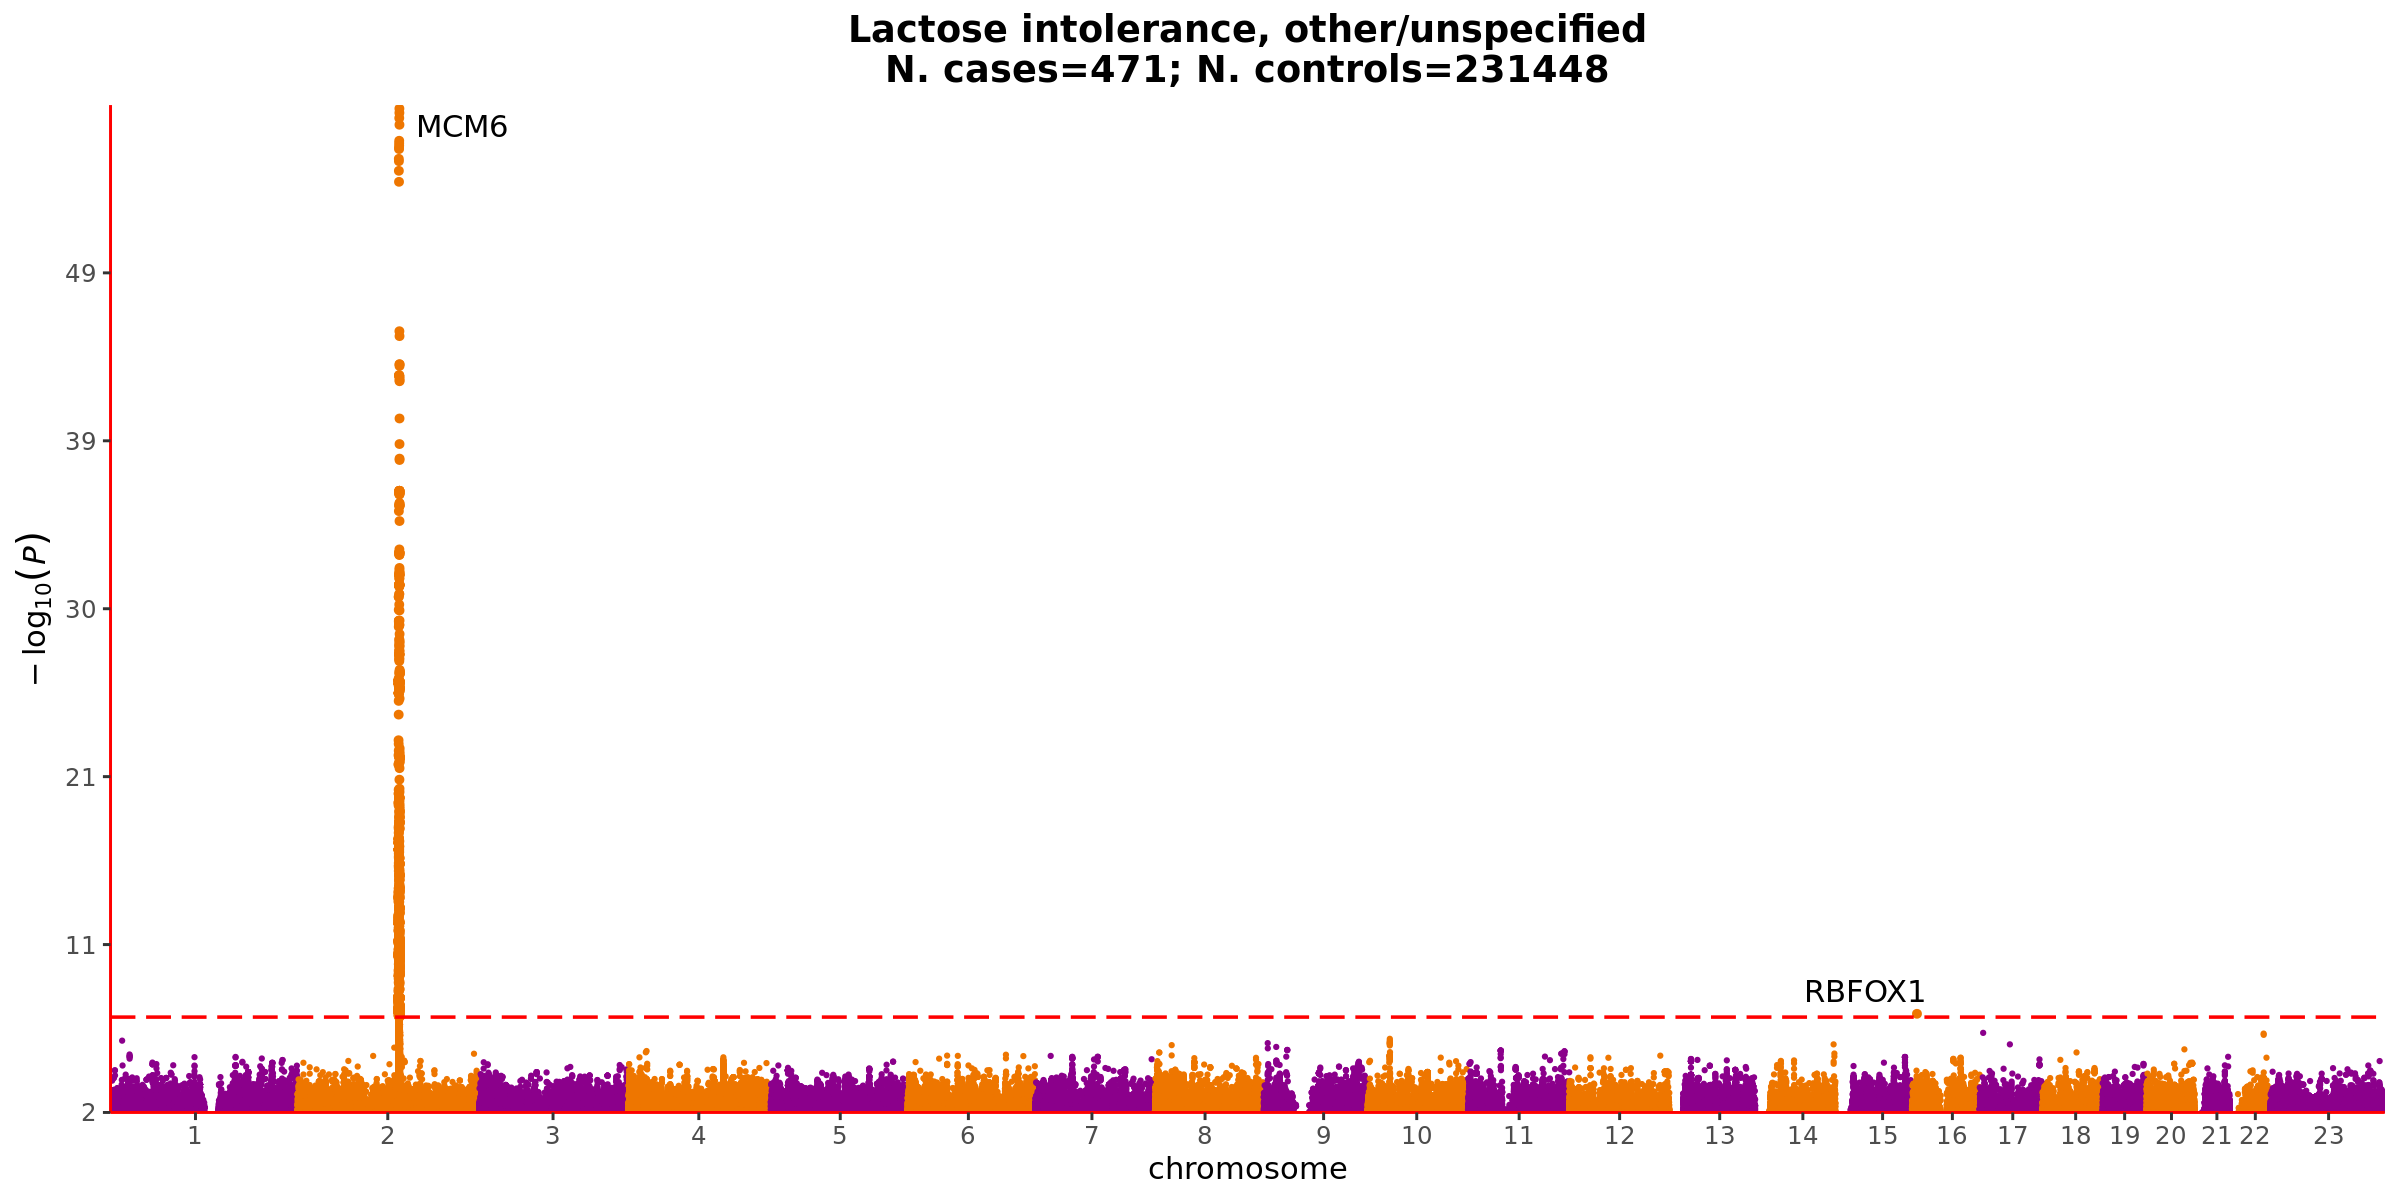 Lactose intolerance, other/unspecified
N. cases=471; N. controls=231448
MCM6
49
39
30
21
11
2
−log10(P)
RBFOX1
1 2 3 4 5 6 7 8 9 10 11 12 13 14 15 16 17 18 19 20 21 22 23
chromosome